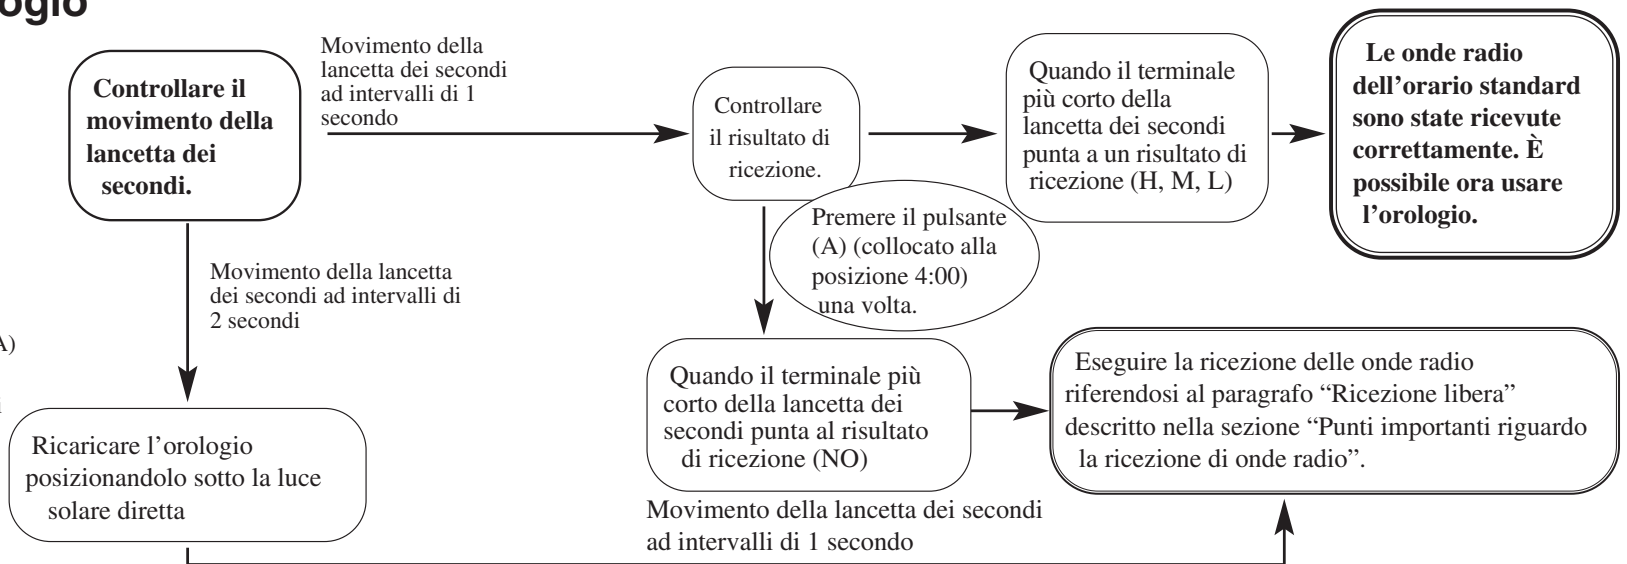 Controllare il
movimento della
lancetta dei
secondi.
Movimento della
lancetta dei secondi
ad intervalli di 1
secondo
Controllare
il risultato di
ricezione.
Quando il terminale
più corto della
lancetta dei secondi
punta a un risultato di
ricezione (H, M, L)
Le onde radio
dell’orario standard
sono state ricevute
correttamente. È
possibile ora usare
l’orologio.
Premere il pulsante
(A) (collocato alla
posizione 4:00)
una volta.
Movimento della lancetta
dei secondi ad intervalli di
2 secondi
A)
Quando il terminale più
corto della lancetta dei
secondi punta al risultato
di ricezione (NO)
Eseguire la ricezione delle onde radio
riferendosi al paragrafo “Ricezione libera”
descritto nella sezione “Punti importanti riguardo
la ricezione di onde radio”.
Ricaricare l’orologio
posizionandolo sotto la luce
solare diretta
Movimento della lancetta dei secondi
ad intervalli di 1 secondo